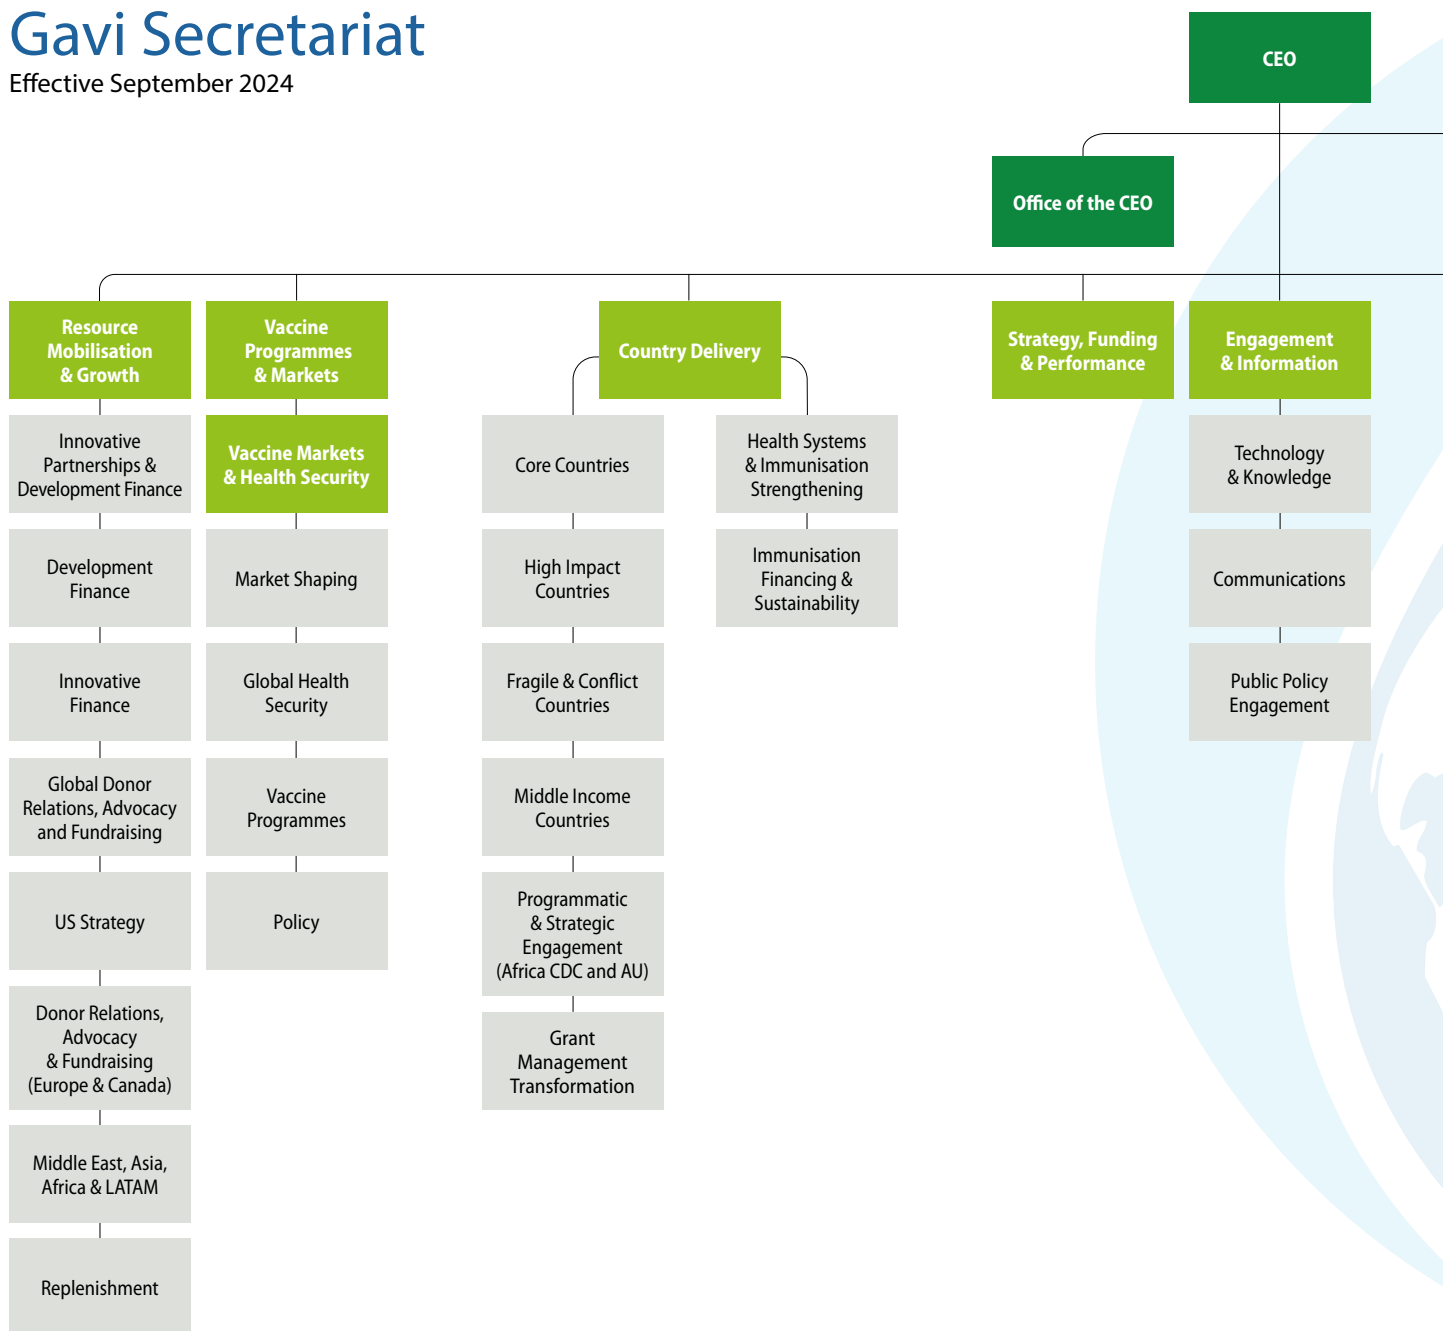 Gavi Secretariat
Effective September 2024
CEO
Office of the CEO
Resource
Mobilisation
& Growth
Innovative
Partnerships &
Development Finance
Development
Finance
Innovative
Finance
Global Donor
Relations, Advocacy
and Fundraising
US Strategy
Donor Relations,
Advocacy
& Fundraising
(Europe & Canada)
Middle East, Asia,
Africa & LATAM
Replenishment
Vaccine
Programmes
& Markets
Vaccine Markets
& Health Security
Market Shaping
Global Health
Security
Vaccine
Programmes
Policy
Country Delivery
Core Countries
High Impact
Countries
Fragile & Conflict
Countries
Middle Income
Countries
Programmatic
& Strategic
Engagement
(Africa CDC and AU)
Grant
Management
Transformation
Health Systems
& Immunisation
Strengthening
Immunisation
Financing &
Sustainability
Strategy, Funding
& Performance
Engagement
& Information
Technology
& Knowledge
Communications
Public Policy
Engagement